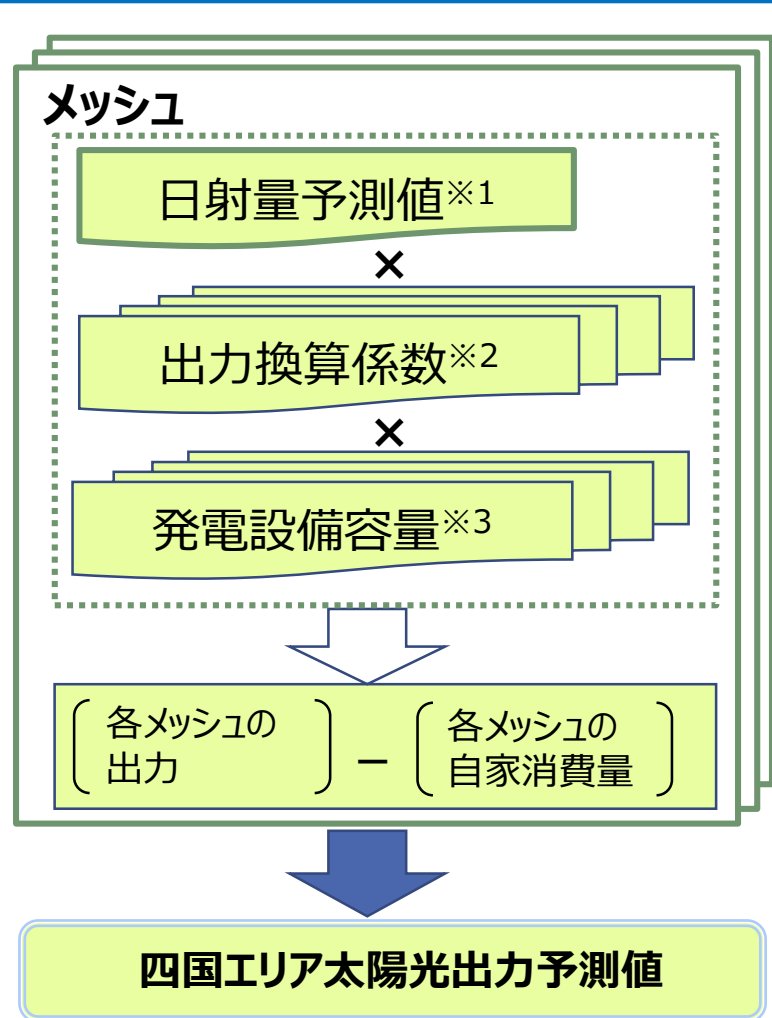 メッシュ
日射量予測値※1
×
出力換算係数※2
×
発電設備容量※3
各メッシュの
出力
－
各メッシュの
自家消費量
四国エリア太陽光出力予測値